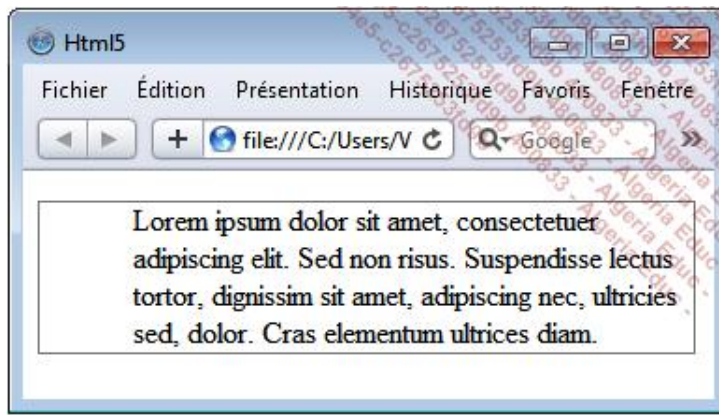 Html5
Fichier Édition Présentation Historique Favoris Fenêtre
file:///C:/Users/V Google
Lorem ipsum dolor sit amet, consectetuer
adipiscing elit. Sed non risus. Suspendisse lectus
tortor, dignissim sit amet, adipiscing nec, ultricies
sed, dolor. Cras elementum ultrices diam.